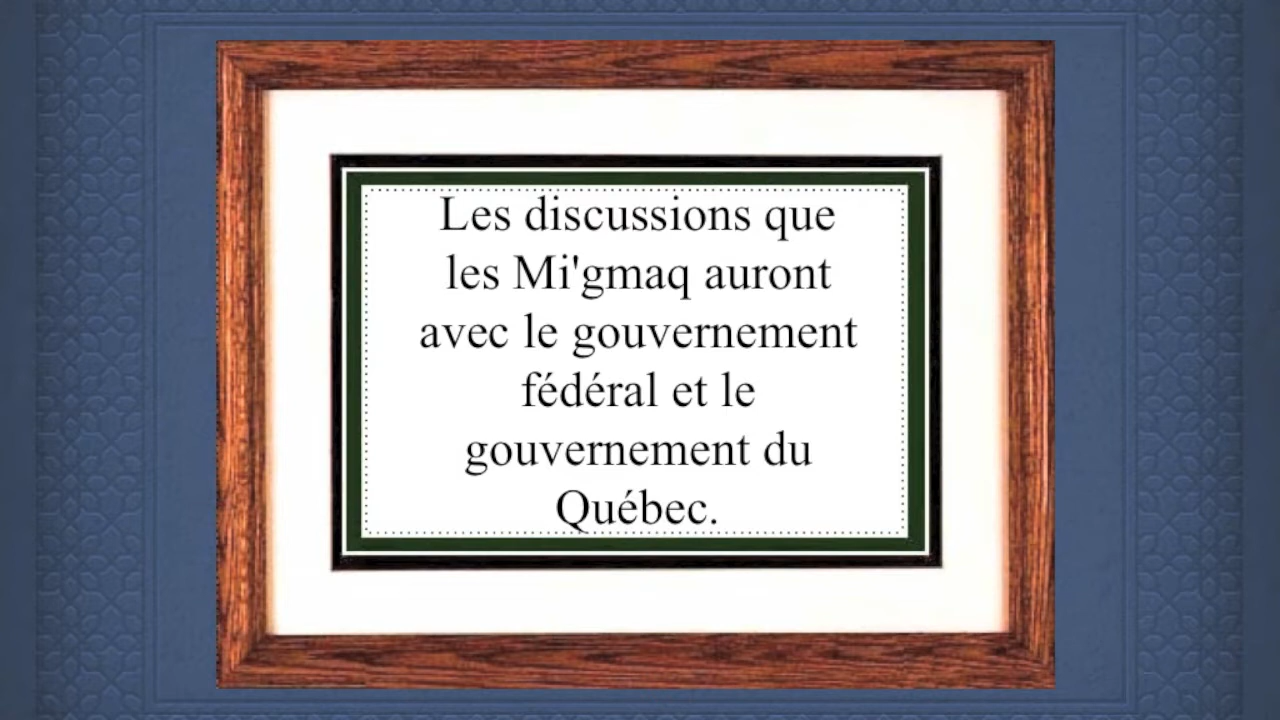 Les discussions que
les Mi'gmaq auront
avec le gouvernement
fédéral et le
gouvernement du
Québec.